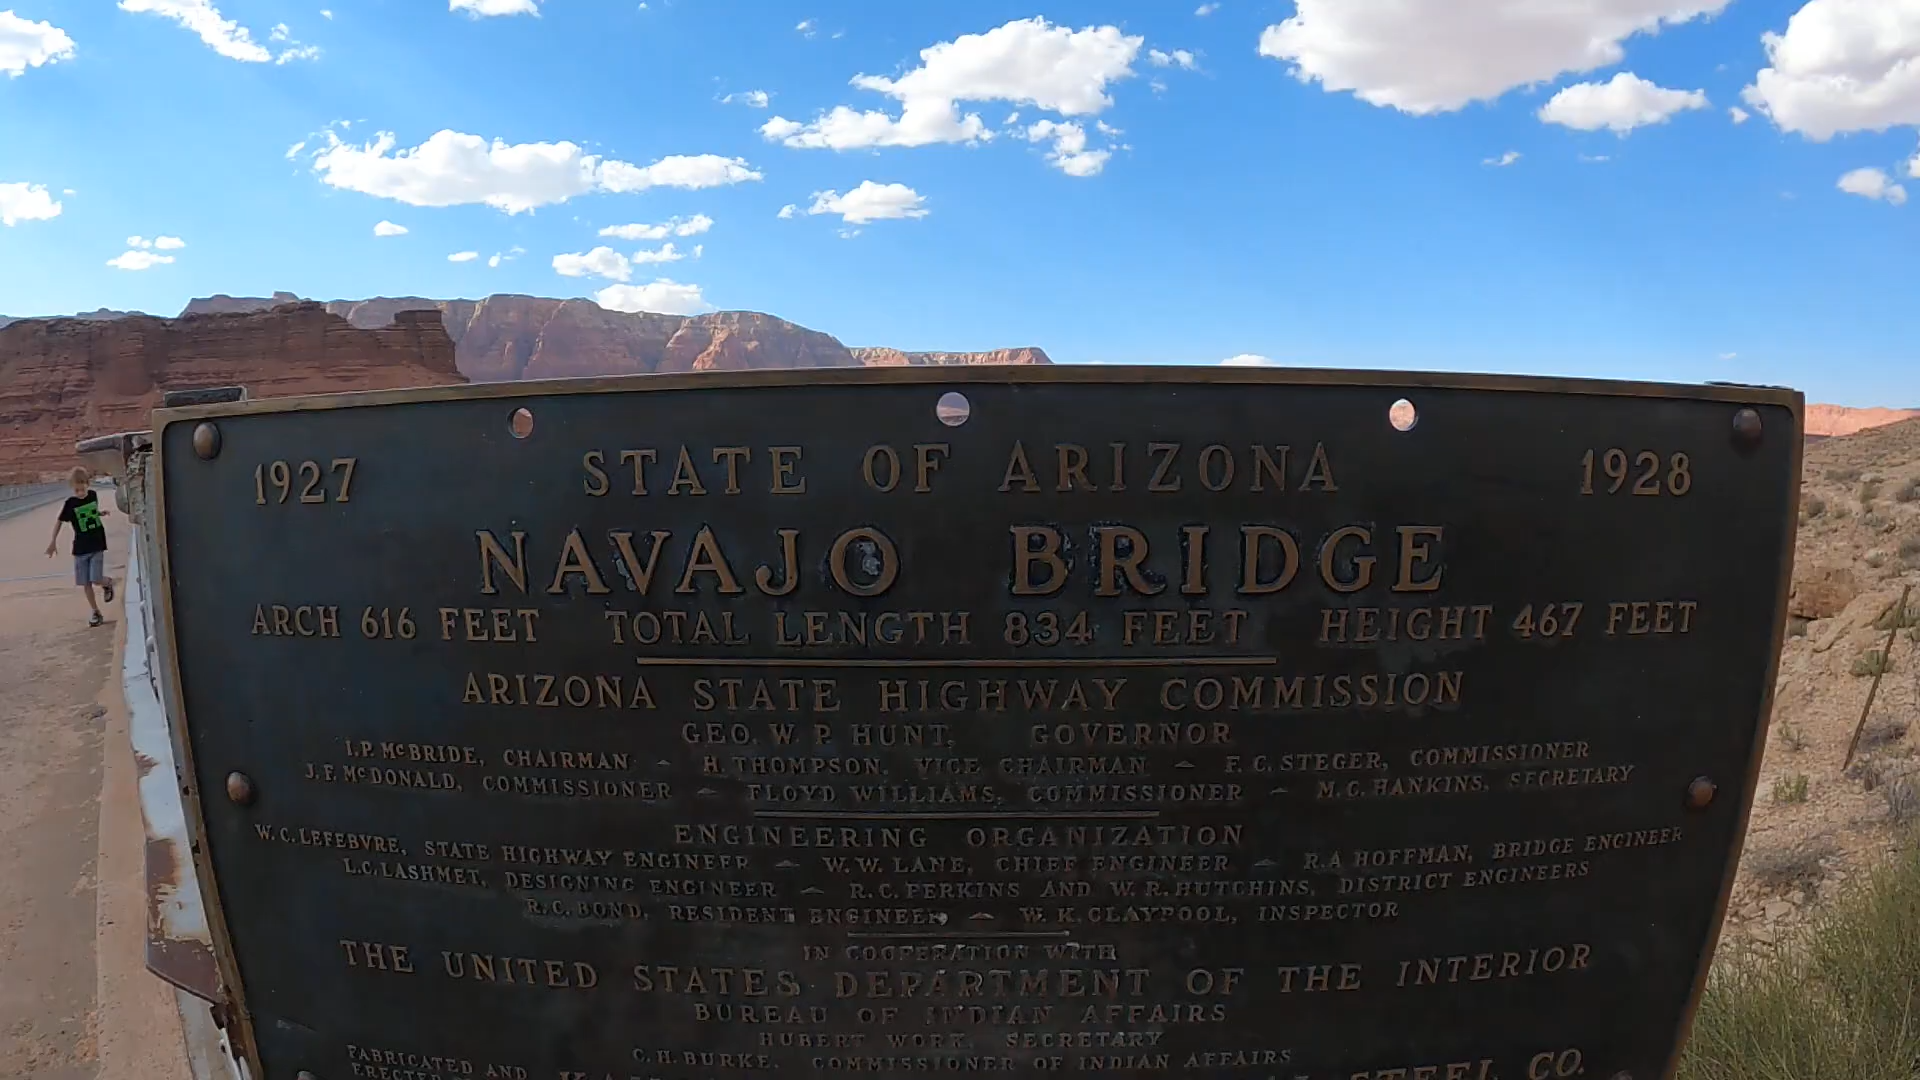 1927 STATE OF ARIZONA 1928
NAVAJO BRIDGE
ARCH 616 FEET TOTAL LENGTH 834 FEET HEIGHT 467 FEET
ARIZONA STATE HIGHWAY COMMISSION
GEO. W. P. HUNT, GOVERNOR
I.P. McBRIDE, CHAIRMAN - H. THOMPSON, VICE CHAIRMAN - F. C. STEGER, COMMISSIONER
J. F. McDONALD, COMMISSIONER - FLOYD WILLIAMS, COMMISSIONER - M. C. HANKINS, SECRETARY
ENGINEERING ORGANIZATION
W. C. LEFEBVRE, STATE HIGHWAY ENGINEER - W. W. LANE, CHIEF ENGINEER - R.A HOFFMAN, BRIDGE ENGINEER
L.C. LASHMET, DESIGNING ENGINEER - R. C. PERKINS AND W. R. HUTCHINS, DISTRICT ENGINEERS
R. C. BOND, RESIDENT ENGINEER - W. K. CLAYPOOL, INSPECTOR
IN COOPERATION WITH
THE UNITED STATES DEPARTMENT OF THE INTERIOR
BUREAU OF INDIAN AFFAIRS
HUBERT WORK, SECRETARY
C. H. BURKE, COMMISSIONER OF INDIAN AFFAIRS
FABRICATED AND
ERECTED STEEL CO.